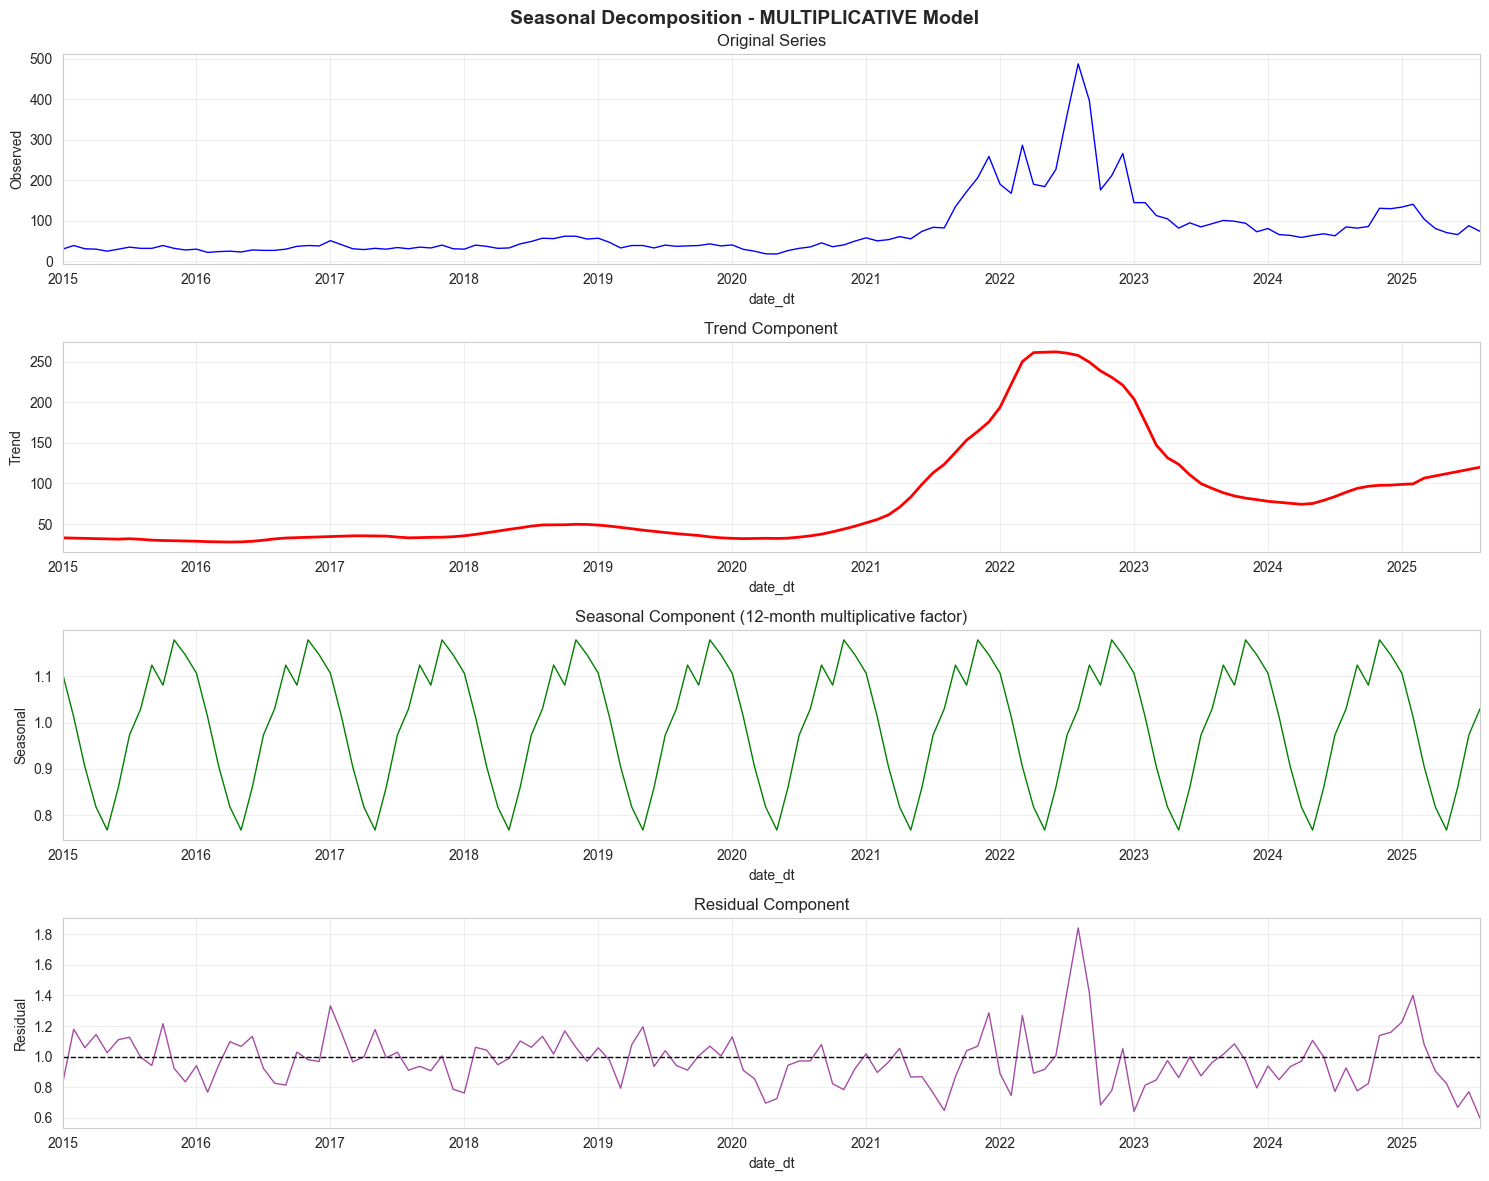 Seasonal Decomposition - MULTIPLICATIVE Model
Original Series
Observed
500
400
300
200
100
0
2015 2016 2017 2018 2019 2020 2021 2022 2023 2024 2025
date_dt
Trend Component
Trend
250
200
150
100
50
2015 2016 2017 2018 2019 2020 2021 2022 2023 2024 2025
date_dt
Seasonal Component (12-month multiplicative factor)
Seasonal
1.1
1.0
0.9
0.8
2015 2016 2017 2018 2019 2020 2021 2022 2023 2024 2025
date_dt
Residual Component
Residual
1.8
1.6
1.4
1.2
1.0
0.8
0.6
2015 2016 2017 2018 2019 2020 2021 2022 2023 2024 2025
date_dt